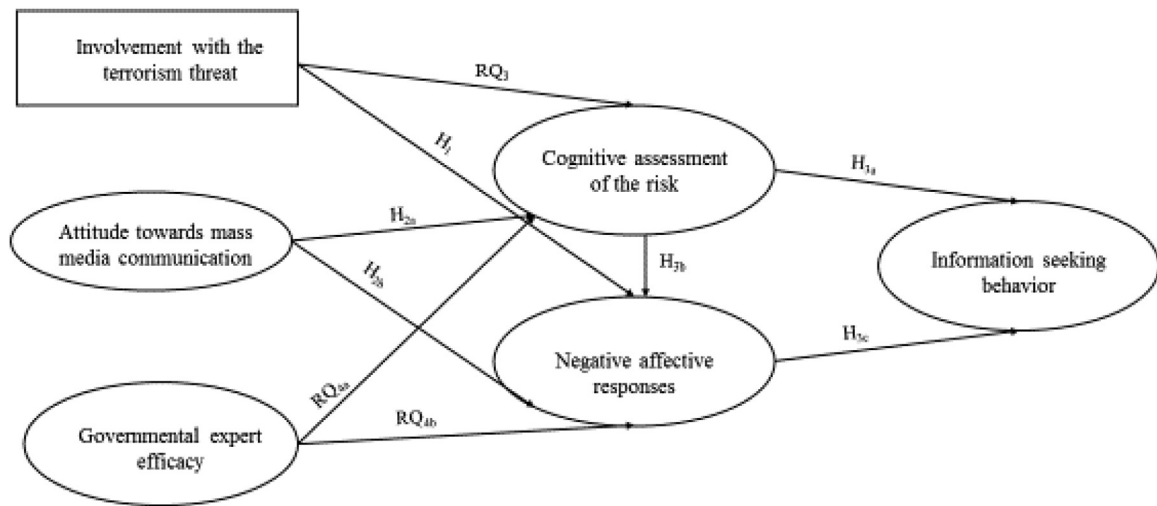 Involvement with the
terrorism threat
RQ₃
H₁
Cognitive assessment
of the risk
H₃ₐ
Attitude towards mass
media communication
H₂ₐ
Information seeking
behavior
H₃b
Negative affective
responses
H₃c
RQ₄ₐ
Governmental expert
efficacy
RQ₄b